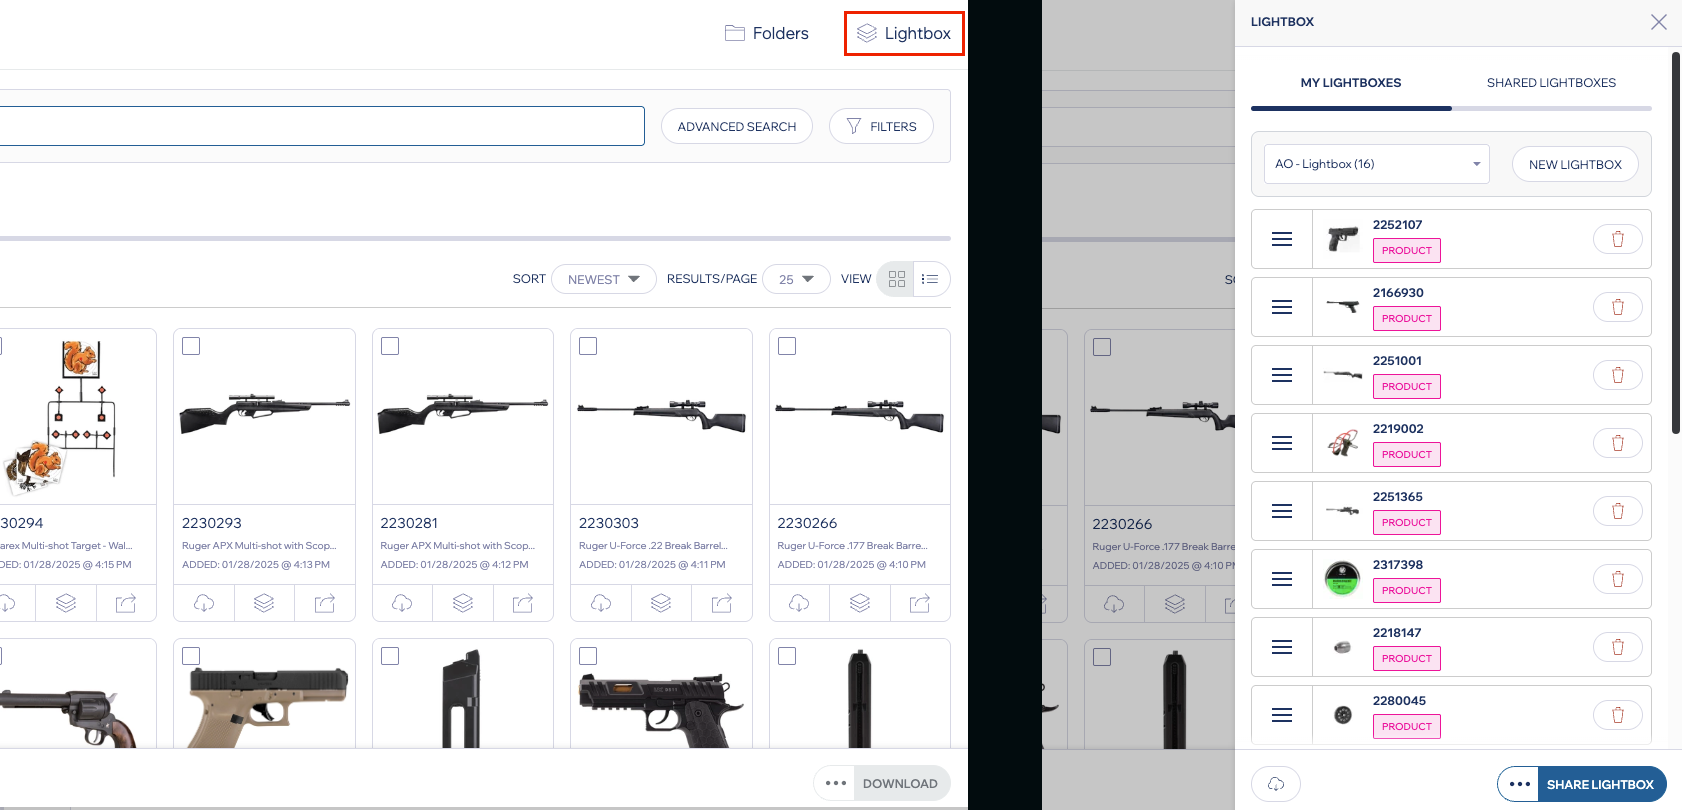 Folders
Lightbox
ADVANCED SEARCH
FILTERS
SORT
NEWEST
RESULTS/PAGE
25
VIEW
30294
arex Multi-shot Target - Wal...
DED: 01/28/2025 @ 4:15 PM
2230293
Ruger APX Multi-shot with Scop...
ADDED: 01/28/2025 @ 4:13 PM
2230281
Ruger APX Multi-shot with Scop...
ADDED: 01/28/2025 @ 4:12 PM
2230303
Ruger U-Force .22 Break Barrel...
ADDED: 01/28/2025 @ 4:11 PM
2230266
Ruger U-Force .177 Break Barre...
ADDED: 01/28/2025 @ 4:10 PM
DOWNLOAD
2230266
Ruger U-Force .177 Break Barre
ADDED: 01/28/2025 @ 4:10 PM
LIGHTBOX
MY LIGHTBOXES
SHARED LIGHTBOXES
AO - Lightbox (16)
NEW LIGHTBOX
2252107
PRODUCT
2166930
PRODUCT
2251001
PRODUCT
2219002
PRODUCT
2251365
PRODUCT
2317398
PRODUCT
2218147
PRODUCT
2280045
PRODUCT
SHARE LIGHTBOX